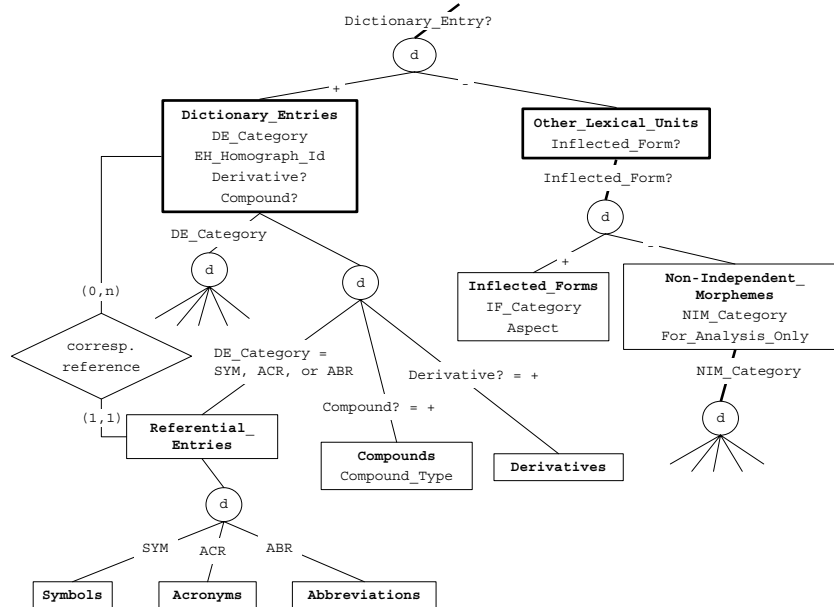 Dictionary_Entry?
d
+
-
Dictionary_Entries
DE_Category
EH_Homograph_Id
Derivative?
Compound?
Other_Lexical_Units
Inflected_Form?
Inflected_Form?
d
DE_Category
d
d
+
-
Inflected_Forms
IF_Category
Aspect
Non-Independent_
Morphemes
NIM_Category
For_Analysis_Only
(0,n)
corresp.
reference
(1,1)
DE_Category =
SYM, ACR, or ABR
Derivative? = +
Compound? = +
NIM_Category
d
Referential_
Entries
Compounds
Compound_Type
Derivatives
d
SYM
ACR
ABR
Symbols
Acronyms
Abbreviations